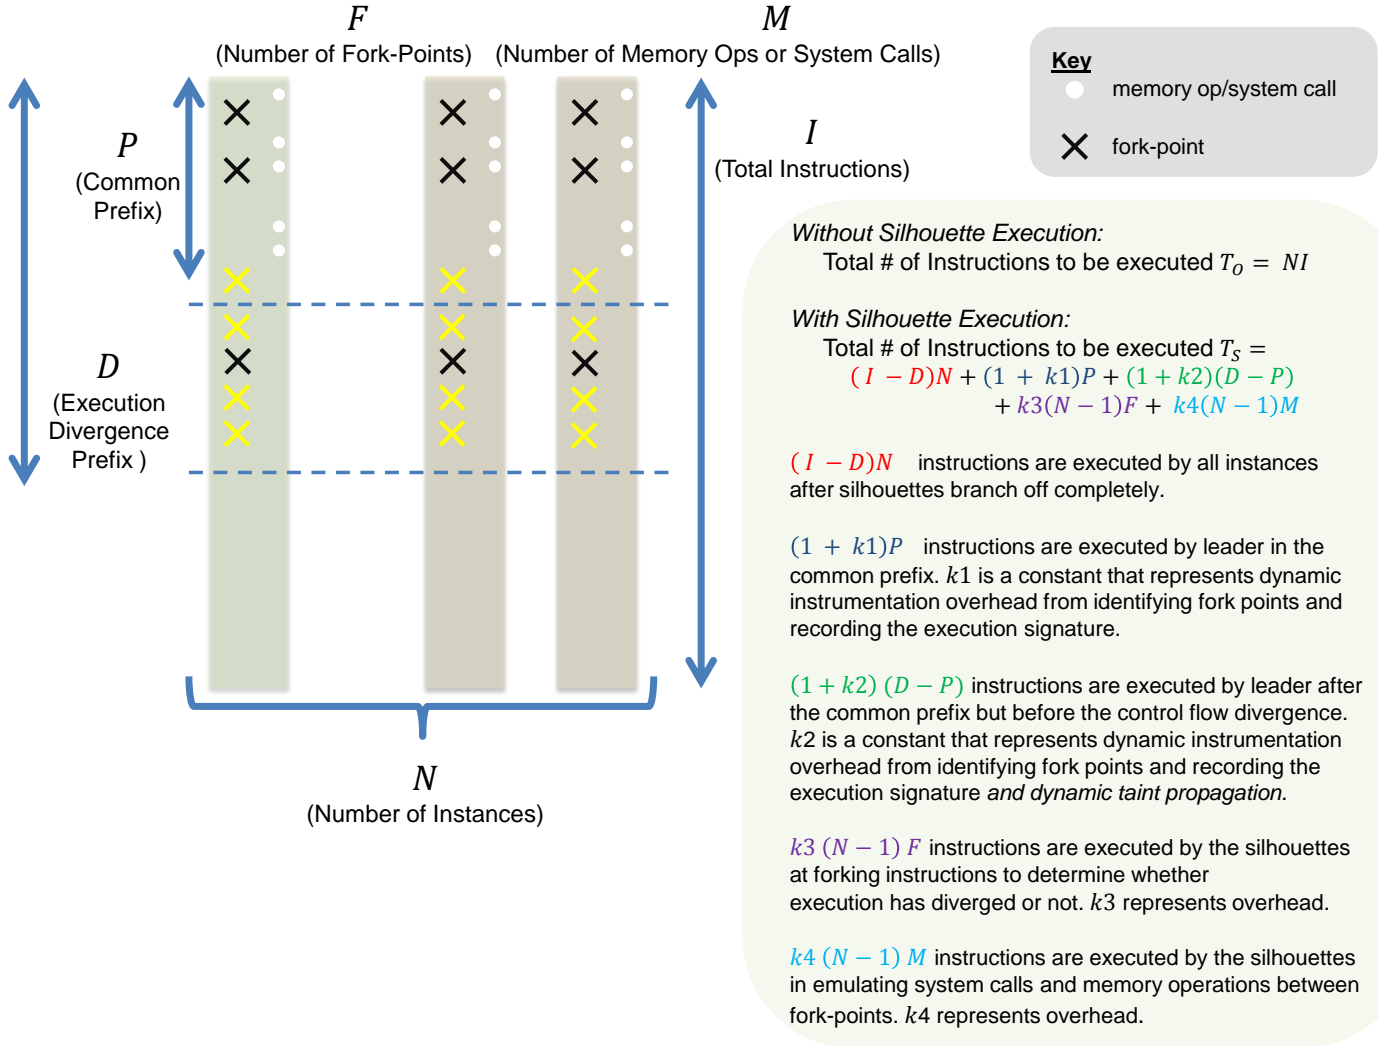 F
(Number of Fork-Points)
M
(Number of Memory Ops or System Calls)
P
(Common
Prefix)
I
(Total Instructions)
D
(Execution
Divergence
Prefix )
N
(Number of Instances)
Key
memory op/system call
fork-point
Without Silhouette Execution:
Total # of Instructions to be executed T_O = NI
With Silhouette Execution:
Total # of Instructions to be executed T_S =
( I − D)N + (1 + k1)P + (1 + k2)(D − P)
+ k3(N − 1)F + k4(N − 1)M
( I − D)N instructions are executed by all instances
after silhouettes branch off completely.
(1 + k1)P instructions are executed by leader in the
common prefix. k1 is a constant that represents dynamic
instrumentation overhead from identifying fork points and
recording the execution signature.
(1 + k2) (D − P) instructions are executed by leader after
the common prefix but before the control flow divergence.
k2 is a constant that represents dynamic instrumentation
overhead from identifying fork points and recording the
execution signature and dynamic taint propagation.
k3 (N − 1) F instructions are executed by the silhouettes
at forking instructions to determine whether
execution has diverged or not. k3 represents overhead.
k4 (N − 1) M instructions are executed by the silhouettes
in emulating system calls and memory operations between
fork-points. k4 represents overhead.